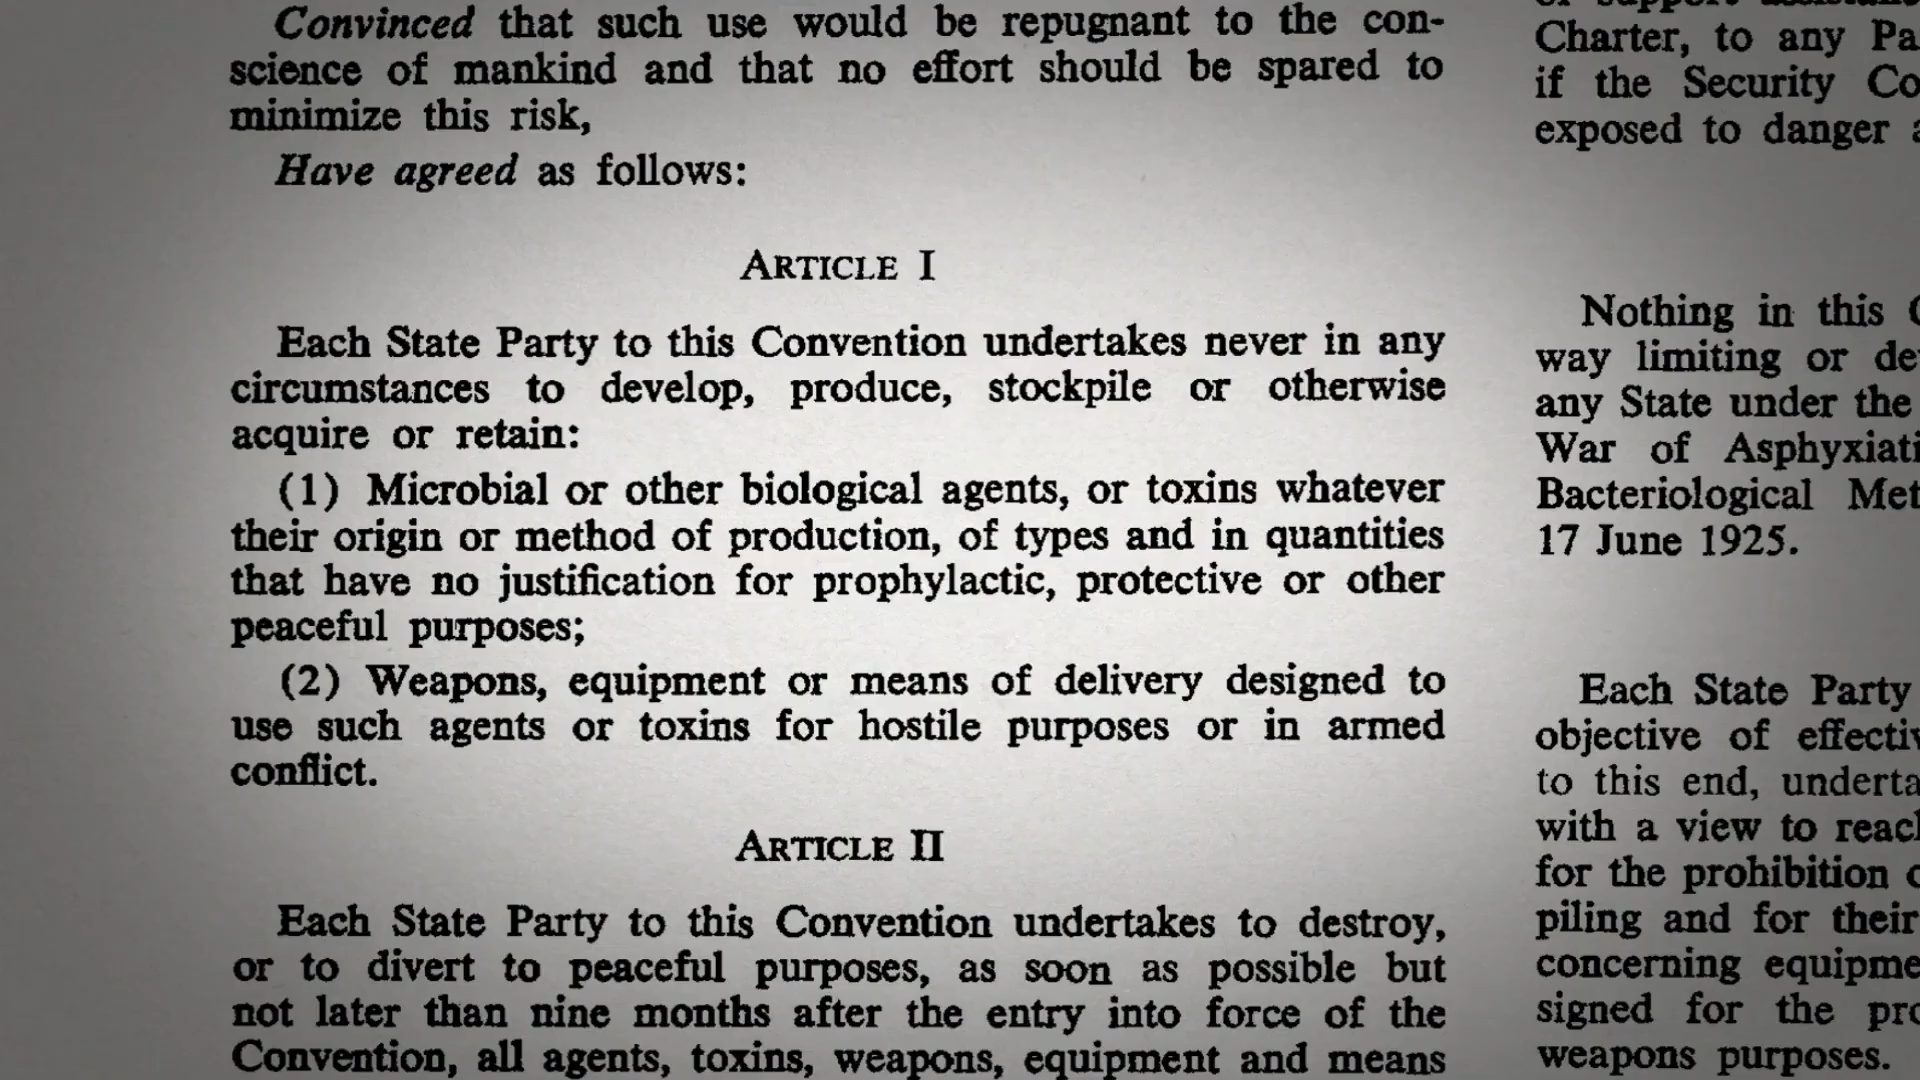 Convinced that such use would be repugnant to the con-
science of mankind and that no effort should be spared to
minimize this risk,
Have agreed as follows:
ARTICLE I
Each State Party to this Convention undertakes never in any
circumstances to develop, produce, stockpile or otherwise
acquire or retain:
(1) Microbial or other biological agents, or toxins whatever
their origin or method of production, of types and in quantities
that have no justification for prophylactic, protective or other
peaceful purposes;
(2) Weapons, equipment or means of delivery designed to
use such agents or toxins for hostile purposes or in armed
conflict.
ARTICLE II
Each State Party to this Convention undertakes to destroy,
or to divert to peaceful purposes, as soon as possible but
not later than nine months after the entry into force of the
Convention, all agents, toxins, weapons, equipment and means
Charter, to any Pa
if the Security Co
exposed to danger
Nothing in this
way limiting or de
any State under the
War of Asphyxiati
Bacteriological Met
17 June 1925.
Each State Party
objective of effectiv
to this end, underta
with a view to reac
for the prohibition
piling and for their
concerning equipme
signed for the pro
weapons purposes.